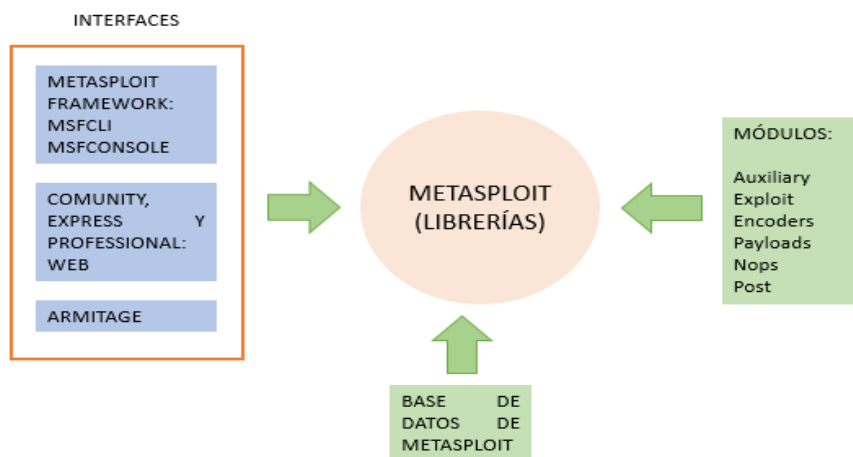 INTERFACES
METASPLOIT
FRAMEWORK:
MSFCLI
MSFCONSOLE
COMUNITY,
EXPRESS Y
PROFESSIONAL:
WEB
ARMITAGE
METASPLOIT
(LIBRERÍAS)
MÓDULOS:
Auxiliary
Exploit
Encoders
Payloads
Nops
Post
BASE DE
DATOS DE
METASPLOIT